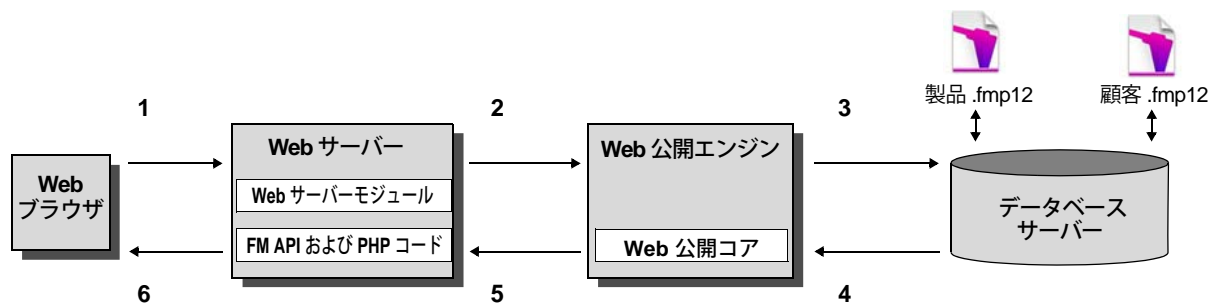 製品 .fmp12
顧客 .fmp12
1
2
3
Web
ブラウザ
Web サーバー
Web サーバーモジュール
FM API および PHP コード
Web 公開エンジン
Web 公開コア
データベース
サーバー
6
5
4